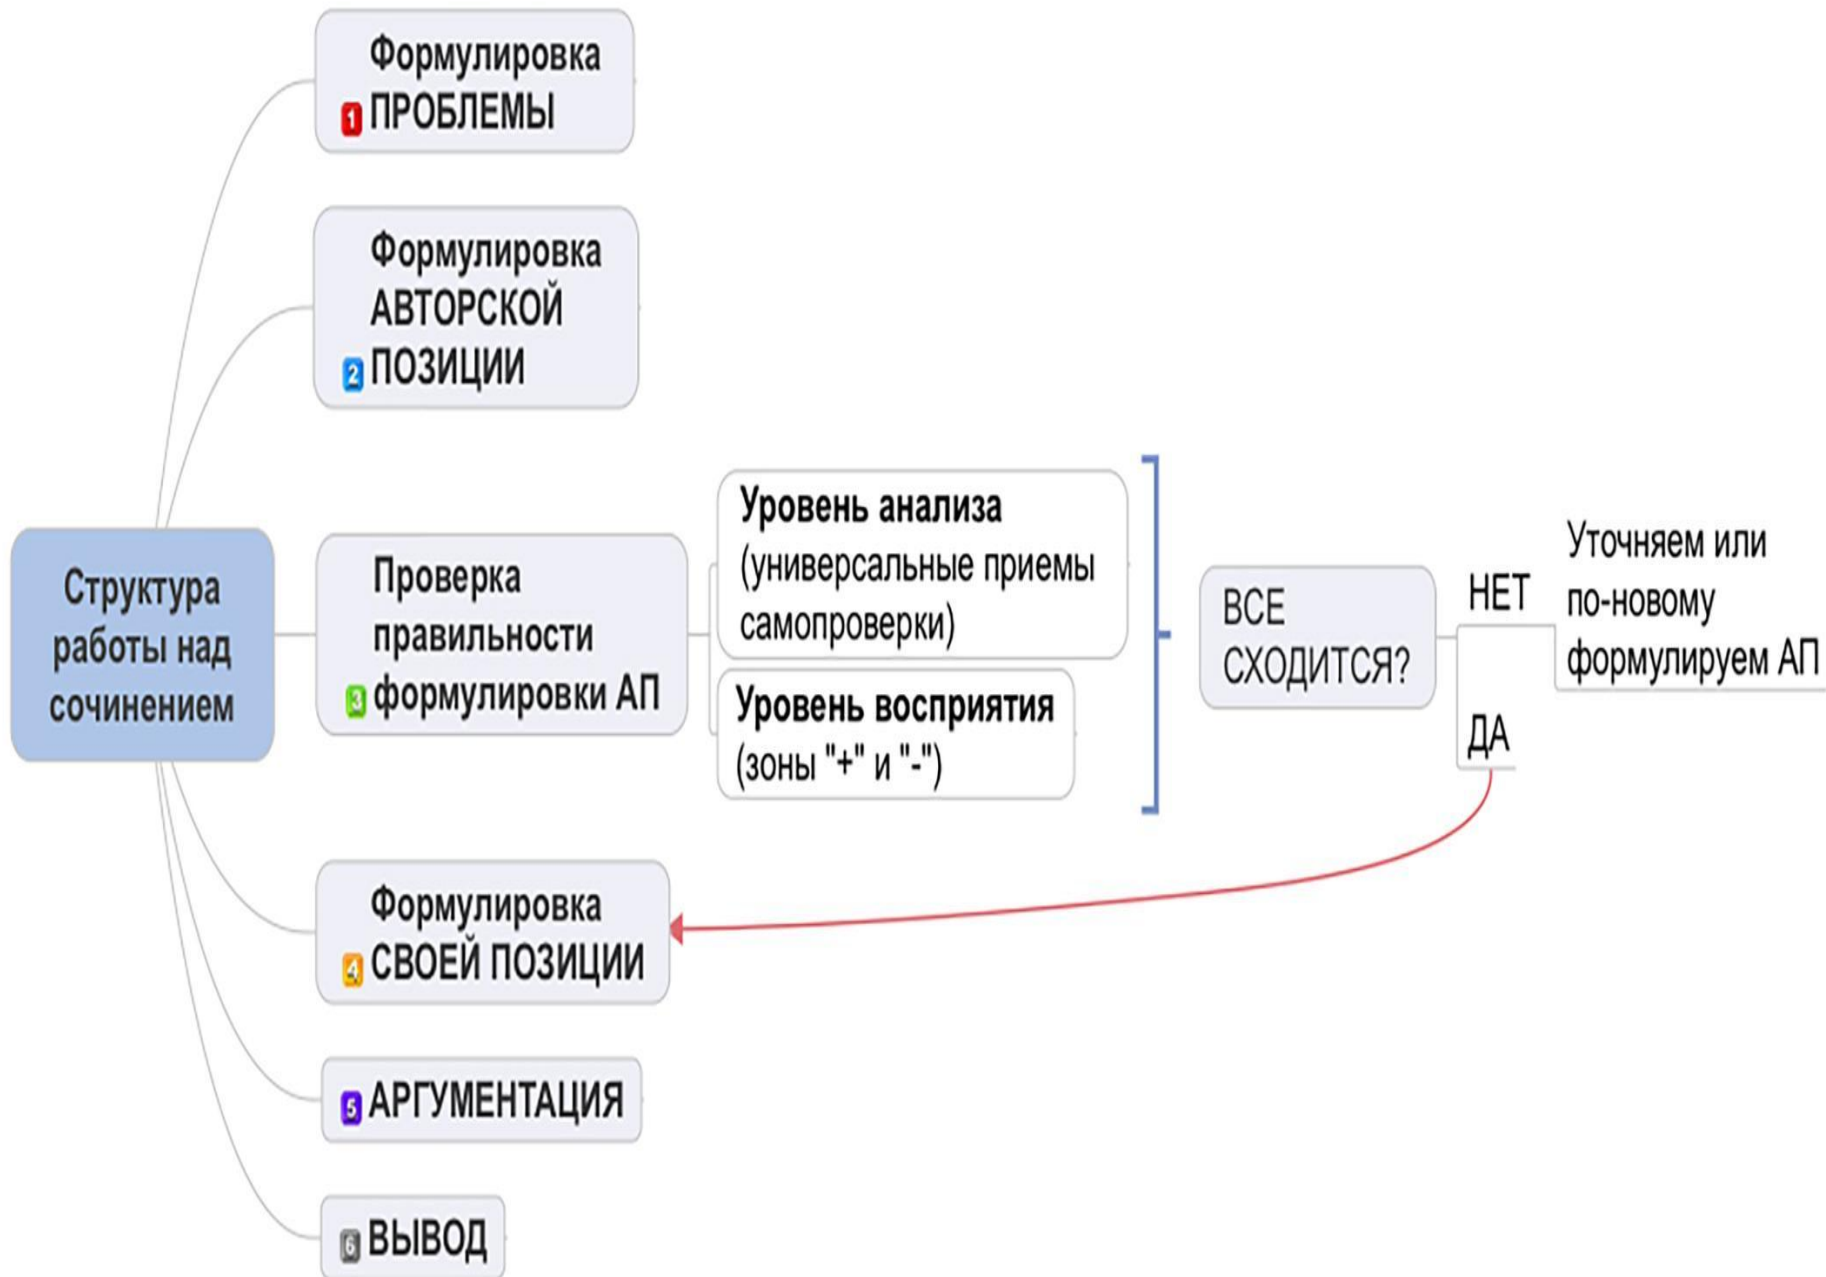 Структура
работы над
сочинением
Формулировка
1 ПРОБЛЕМЫ
Формулировка
АВТОРСКОЙ
2 ПОЗИЦИИ
Проверка
правильности
3 формулировки АП
Уровень анализа
(универсальные приемы
самопроверки)
Уровень восприятия
(зоны "+" и "-")
ВСЕ
СХОДИТСЯ?
НЕТ
Уточняем или
по-новому
формулируем АП
ДА
Формулировка
4 СВОЕЙ ПОЗИЦИИ
5 АРГУМЕНТАЦИЯ
6 ВЫВОД